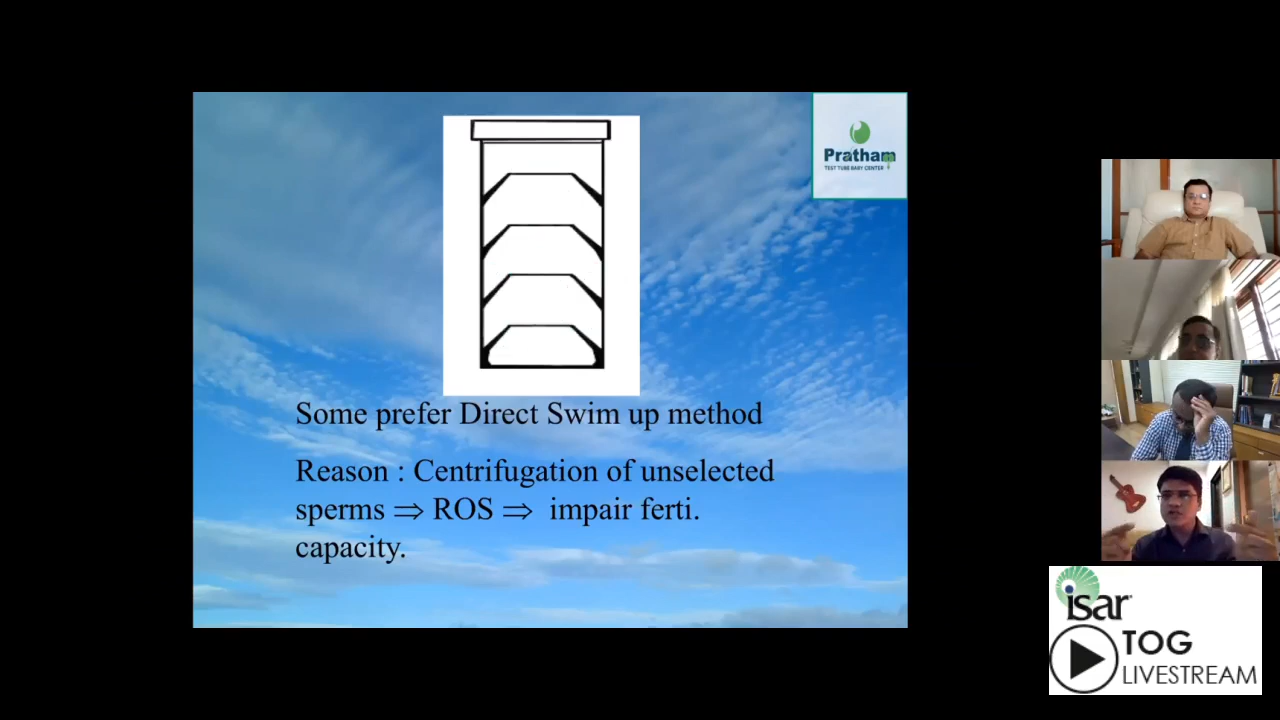 Pratham
TEST TUBE BABY CENTER
Some prefer Direct Swim up method
Reason : Centrifugation of unselected
sperms ⇒ ROS ⇒ impair ferti.
capacity.
isar
TOG
LIVESTREAM